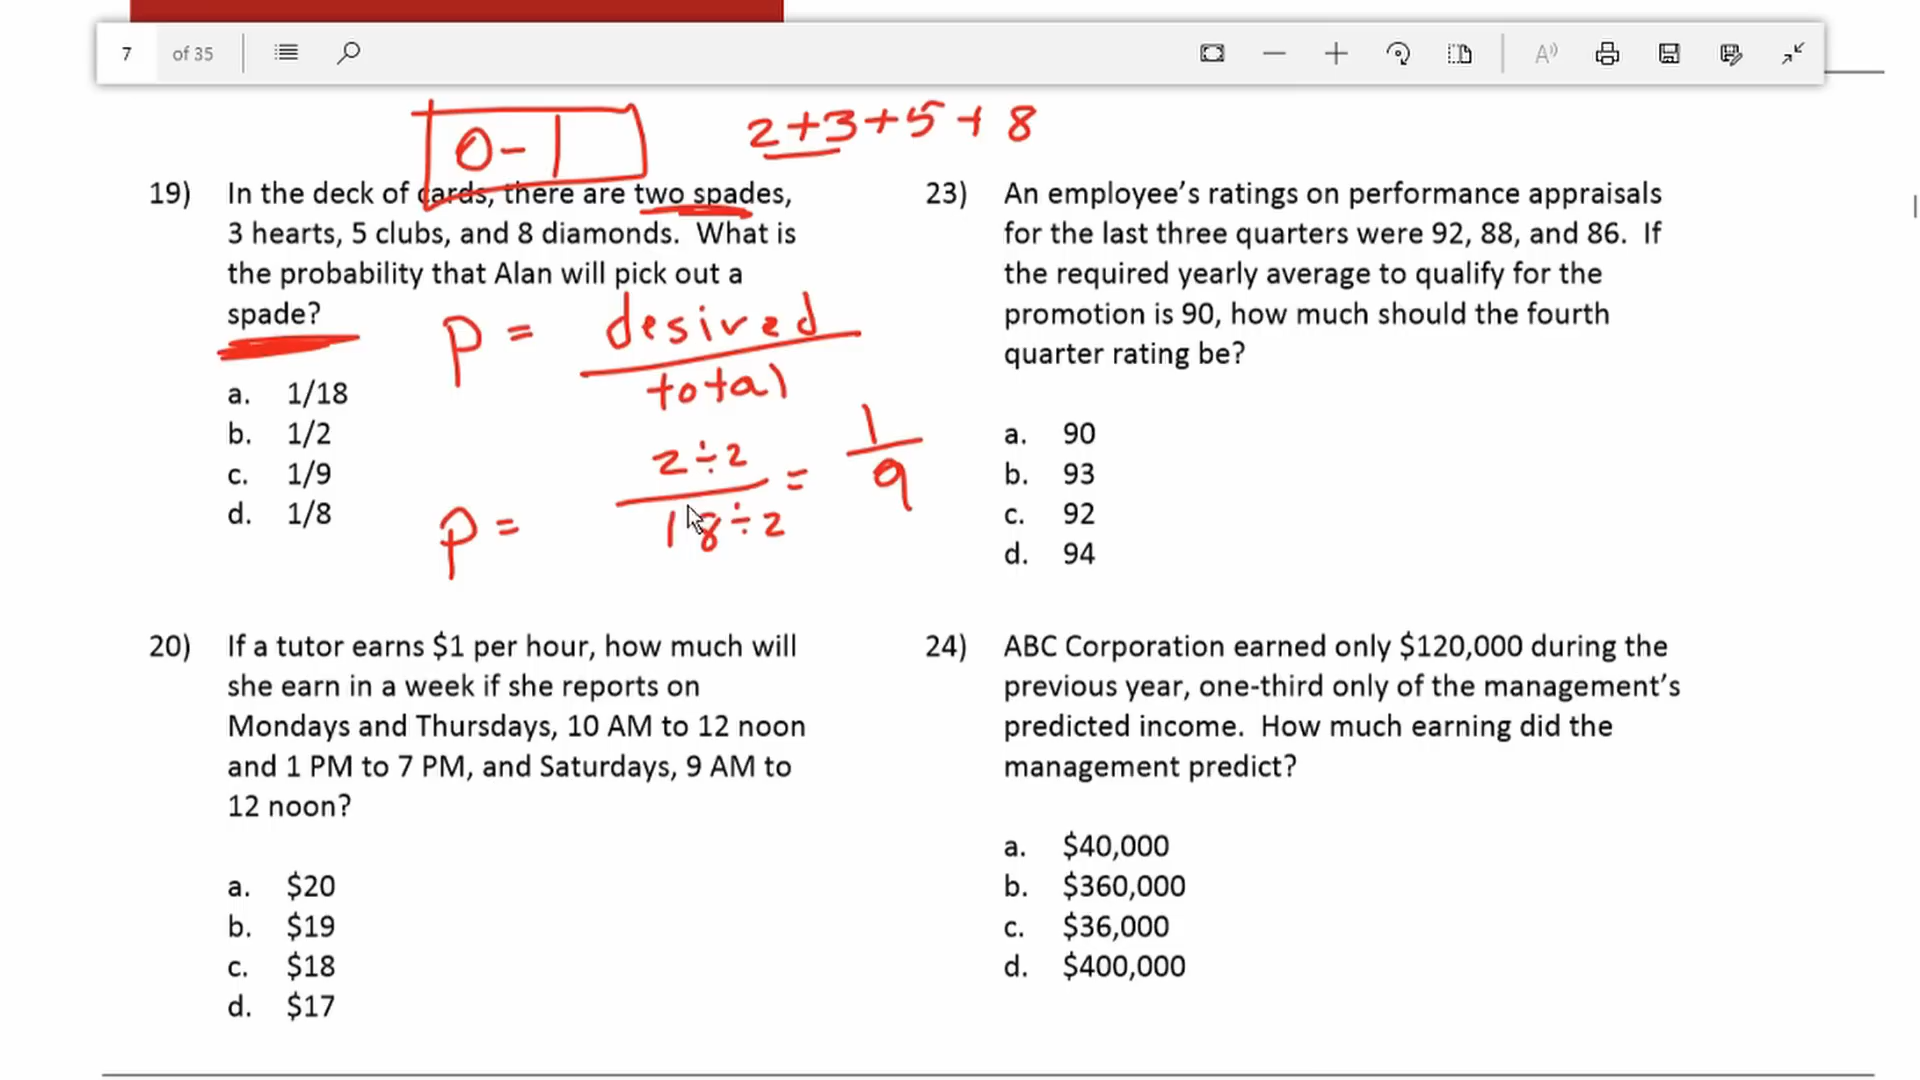 7 of 35
0-1
2+3+5+8
19) In the deck of cards, there are two spades,
3 hearts, 5 clubs, and 8 diamonds. What is
the probability that Alan will pick out a
spade?
a. 1/18
b. 1/2
c. 1/9
d. 1/8
P = desired
total
P = 2÷2
18÷2
= 1
9
20) If a tutor earns $1 per hour, how much will
she earn in a week if she reports on
Mondays and Thursdays, 10 AM to 12 noon
and 1 PM to 7 PM, and Saturdays, 9 AM to
12 noon?
a. $20
b. $19
c. $18
d. $17
23) An employee’s ratings on performance appraisals
for the last three quarters were 92, 88, and 86. If
the required yearly average to qualify for the
promotion is 90, how much should the fourth
quarter rating be?
a. 90
b. 93
c. 92
d. 94
24) ABC Corporation earned only $120,000 during the
previous year, one-third only of the management’s
predicted income. How much earning did the
management predict?
a. $40,000
b. $360,000
c. $36,000
d. $400,000